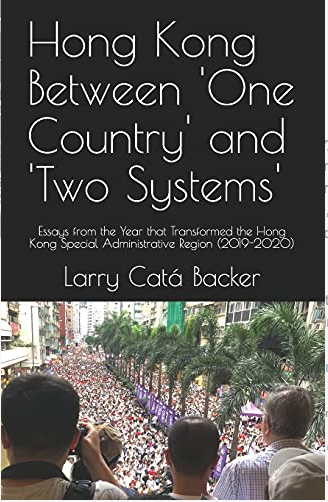 Hong Kong
Between 'One
Country' and
'Two Systems'
Essays from the Year that Transformed the Hong
Kong Special Administrative Region (2019-2020)
Larry Catá Backer